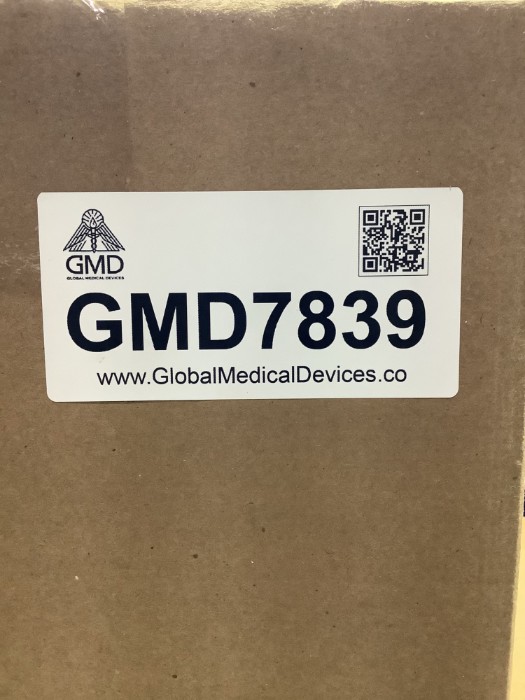 GMD
GLOBAL MEDICAL DEVICES
GMD7839
www.GlobalMedicalDevices.co